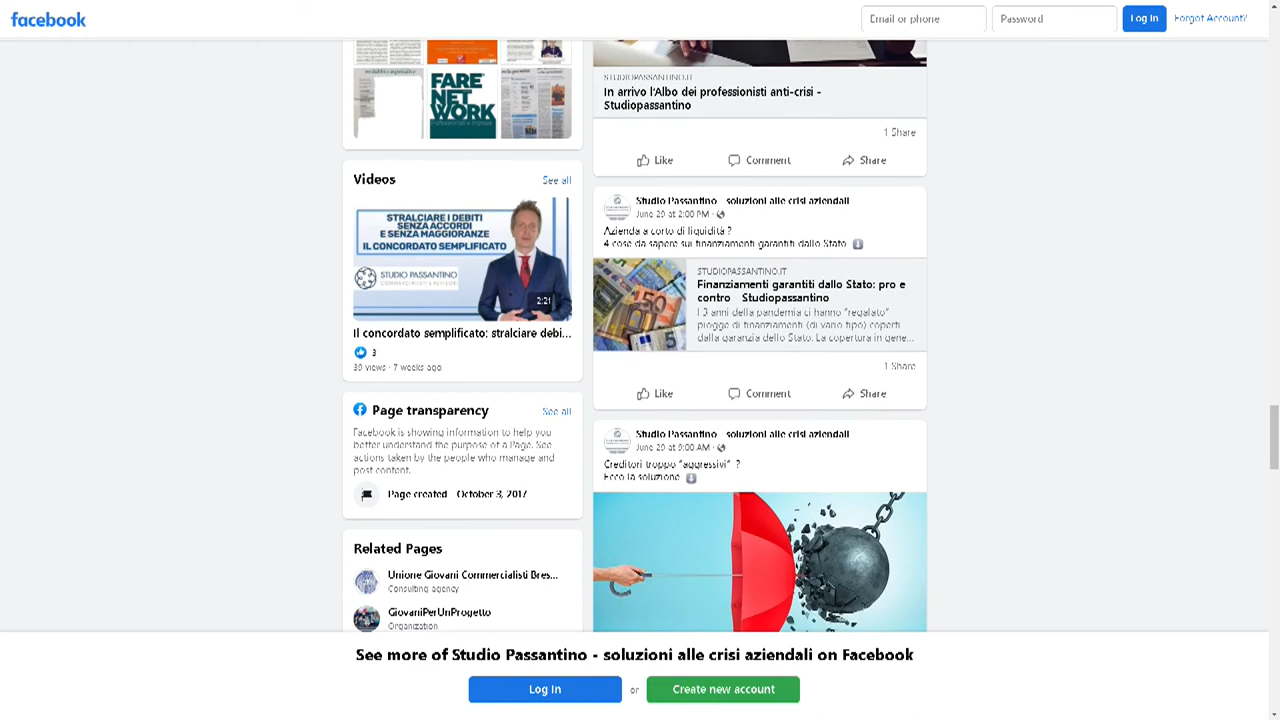 facebook
Email or phone
Password
Log In
Forgot Account?
FARE
NET
WORK
STUDIOPASSANTINO.IT
In arrivo l'Albo dei professionisti anti-crisi -
Studiopassantino
1 Share
Like
Comment
Share
Videos
See all
STRALCIARE I DEBITI
SENZA ACCORDI
E SENZA MAGGIORANZE
IL CONCORDATO SEMPLIFICATO
STUDIO PASSANTINO
COMMERCIALISTI & REVISORI
2:21
Il concordato semplificato: stralciare debi...
3
39 views · 7 weeks ago
Page transparency
See all
Facebook is showing information to help you
better understand the purpose of a Page. See
actions taken by the people who manage and
post content.
Page created - October 3, 2017
Related Pages
Unione Giovani Commercialisti Bres...
Consulting agency
GiovaniPerUnProgetto
Organization
Studio Passantino - soluzioni alle crisi aziendali
June 29 at 2:00 PM ·
Azienda a corto di liquidità ?
4 cose da sapere sui finanziamenti garantiti dallo Stato
STUDIOPASSANTINO.IT
Finanziamenti garantiti dallo Stato: pro e
contro - Studiopassantino
I 3 anni della pandemia ci hanno "regalato"
piogge di finanziamenti (di vario tipo) coperti
dalla garanzia dello Stato. La copertura in gene...
1 Share
Like
Comment
Share
Studio Passantino - soluzioni alle crisi aziendali
June 29 at 9:00 AM ·
Creditori troppo "aggressivi" ?
Ecco la soluzione
See more of Studio Passantino - soluzioni alle crisi aziendali on Facebook
Log In
or
Create new account